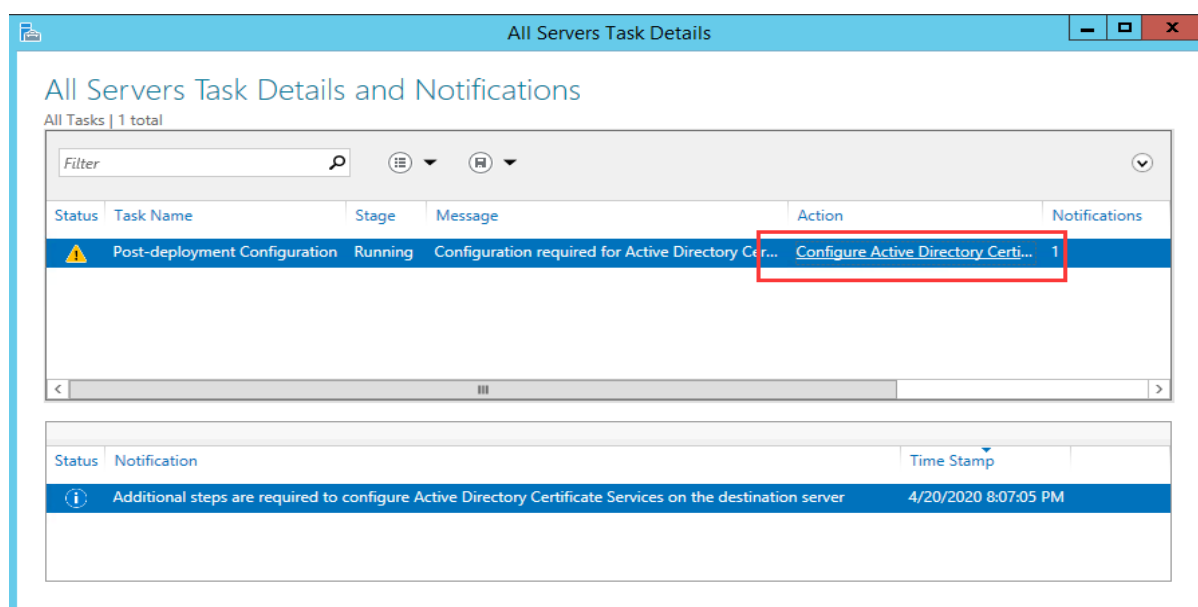 All Servers Task Details
All Servers Task Details and Notifications
All Tasks | 1 total
Filter
Status Task Name Stage Message Action Notifications
Post-deployment Configuration Running Configuration required for Active Directory Cer... Configure Active Directory Certi... 1
Status Notification Time Stamp
Additional steps are required to configure Active Directory Certificate Services on the destination server 4/20/2020 8:07:05 PM